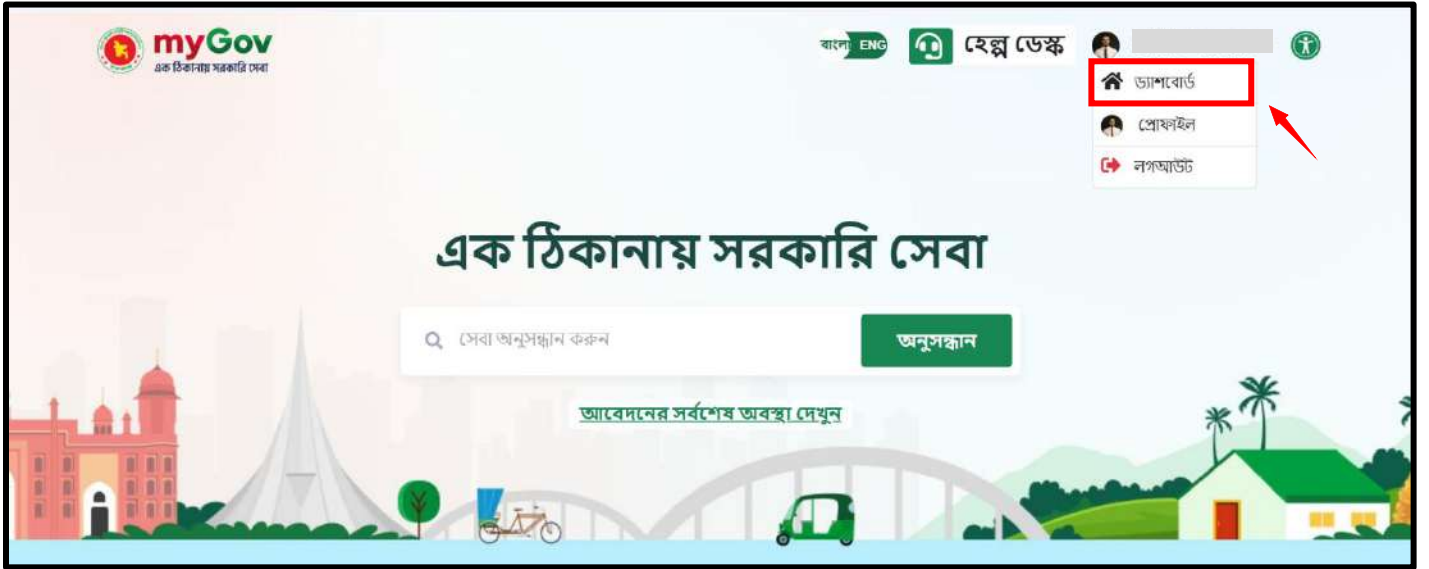 myGov
এক ঠিকানায় সরকারি সেবা
বাংলা ENG
হেল্প ডেস্ক
ড্যাশবোর্ড
প্রোফাইল
লগআউট
এক ঠিকানায় সরকারি সেবা
সেবা অনুসন্ধান করুন
অনুসন্ধান
আবেদনের সর্বশেষ অবস্থা দেখুন